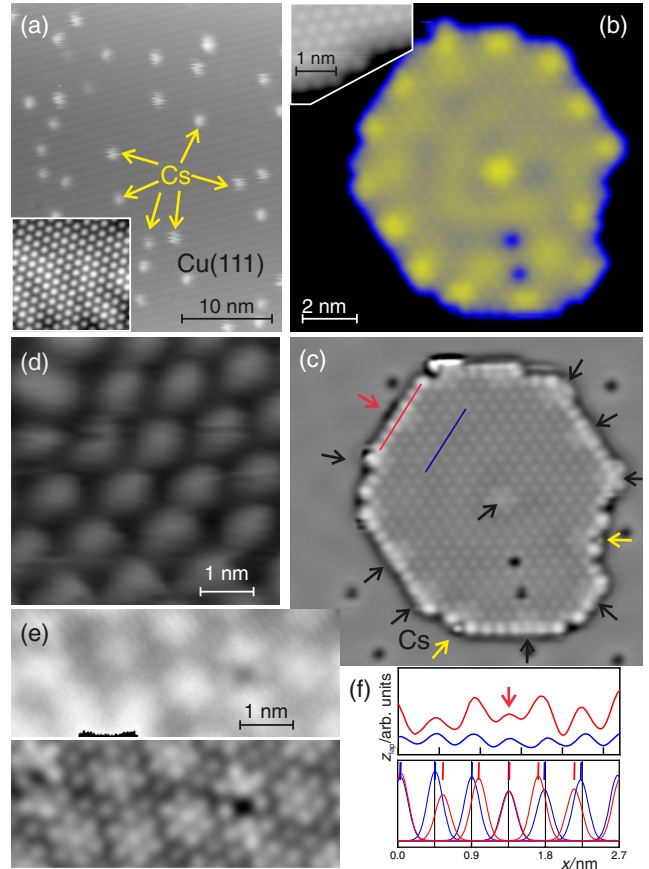 (a)
Cs
Cu(111)
10 nm
1 nm
(b)
2 nm
(d)
1 nm
(c)
Cs
(e)
1 nm
(f)
z_lap/arb. units
0.0 0.9 1.8 2.7
x/nm